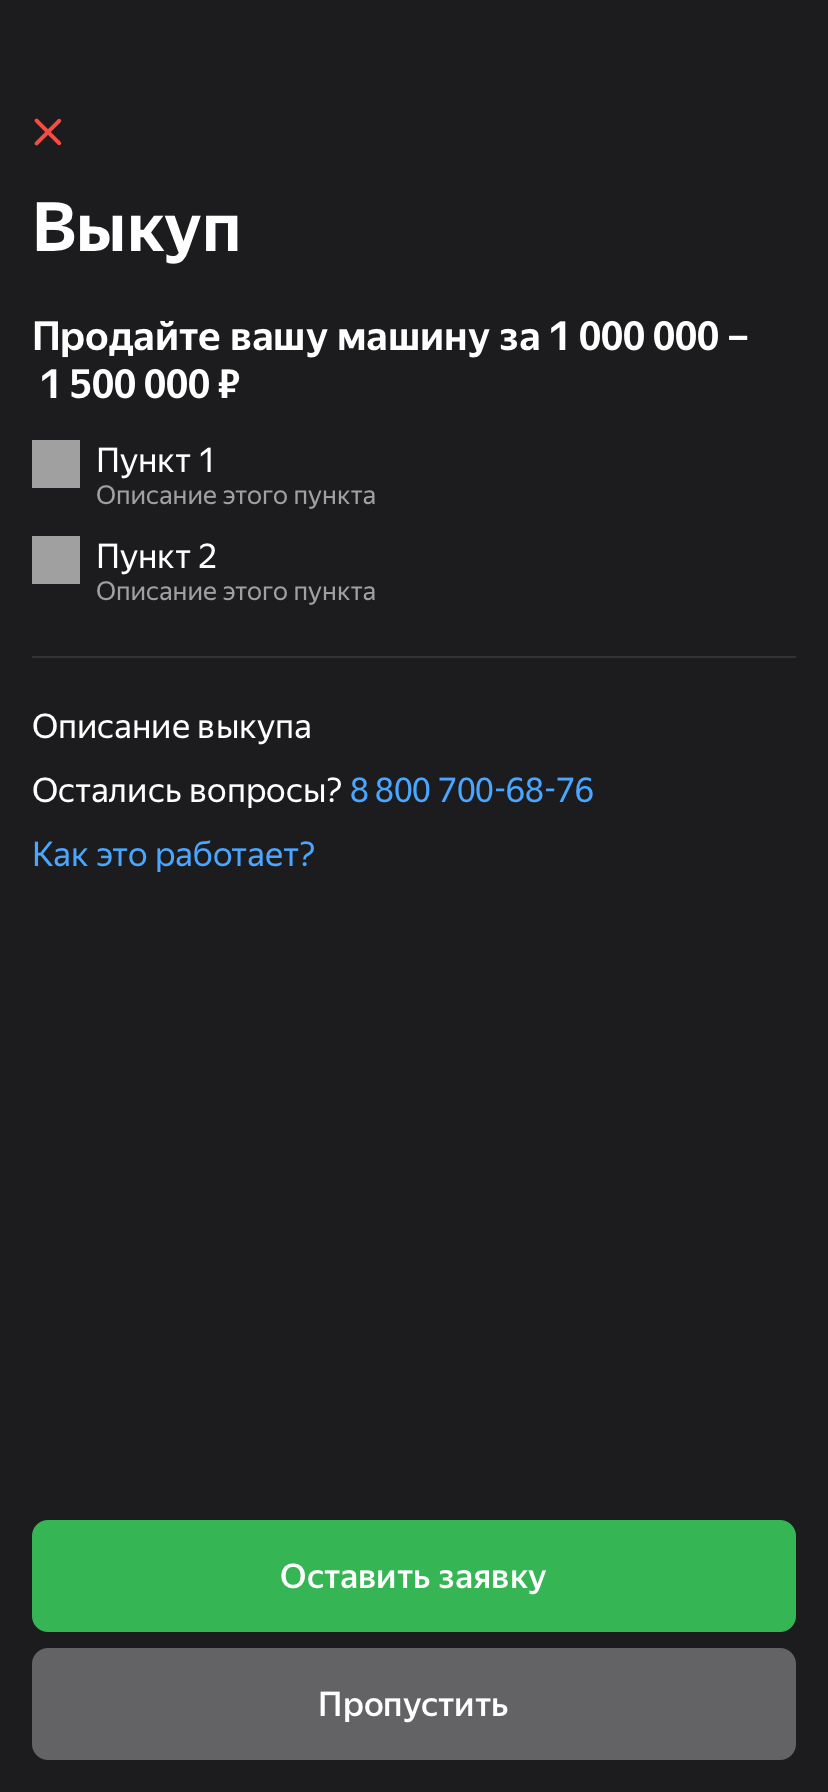 Выкуп
Продайте вашу машину за 1 000 000 –
1 500 000 ₽
Пункт 1
Описание этого пункта
Пункт 2
Описание этого пункта
Описание выкупа
Остались вопросы? 8 800 700-68-76
Как это работает?
Оставить заявку
Пропустить